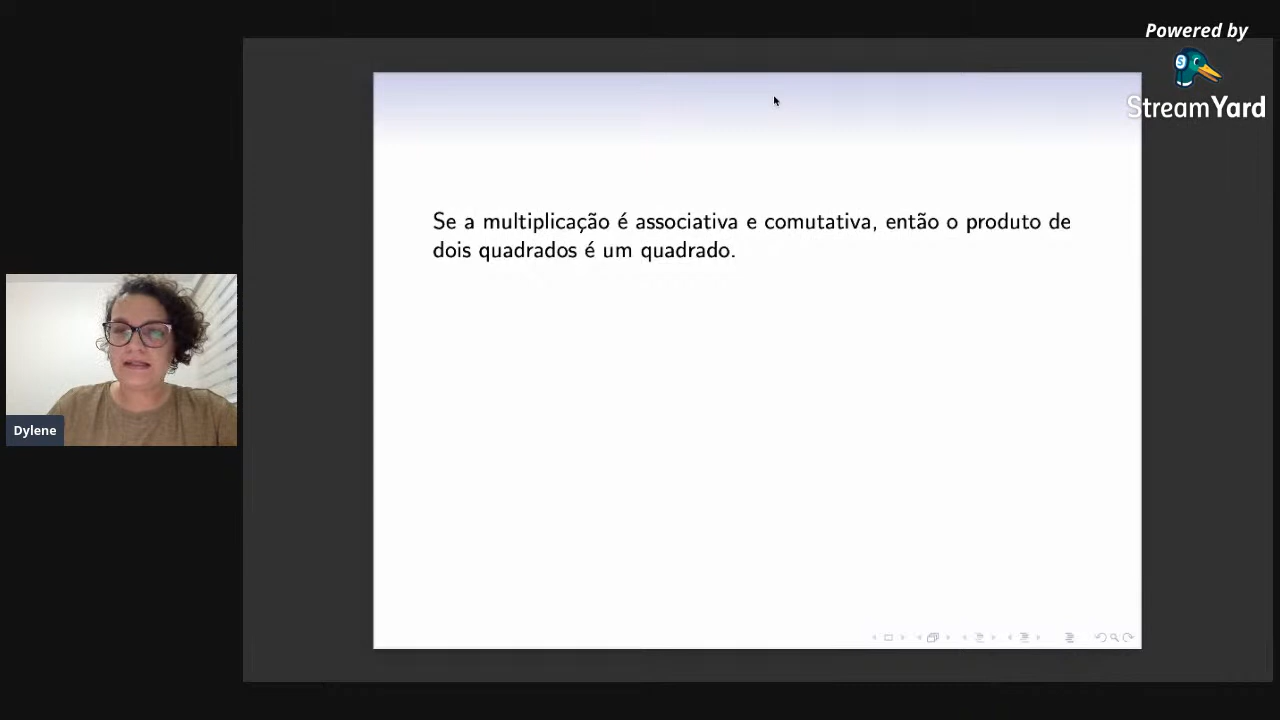 Powered by
StreamYard
Se a multiplicação é associativa e comutativa, então o produto de
dois quadrados é um quadrado.
Dylene